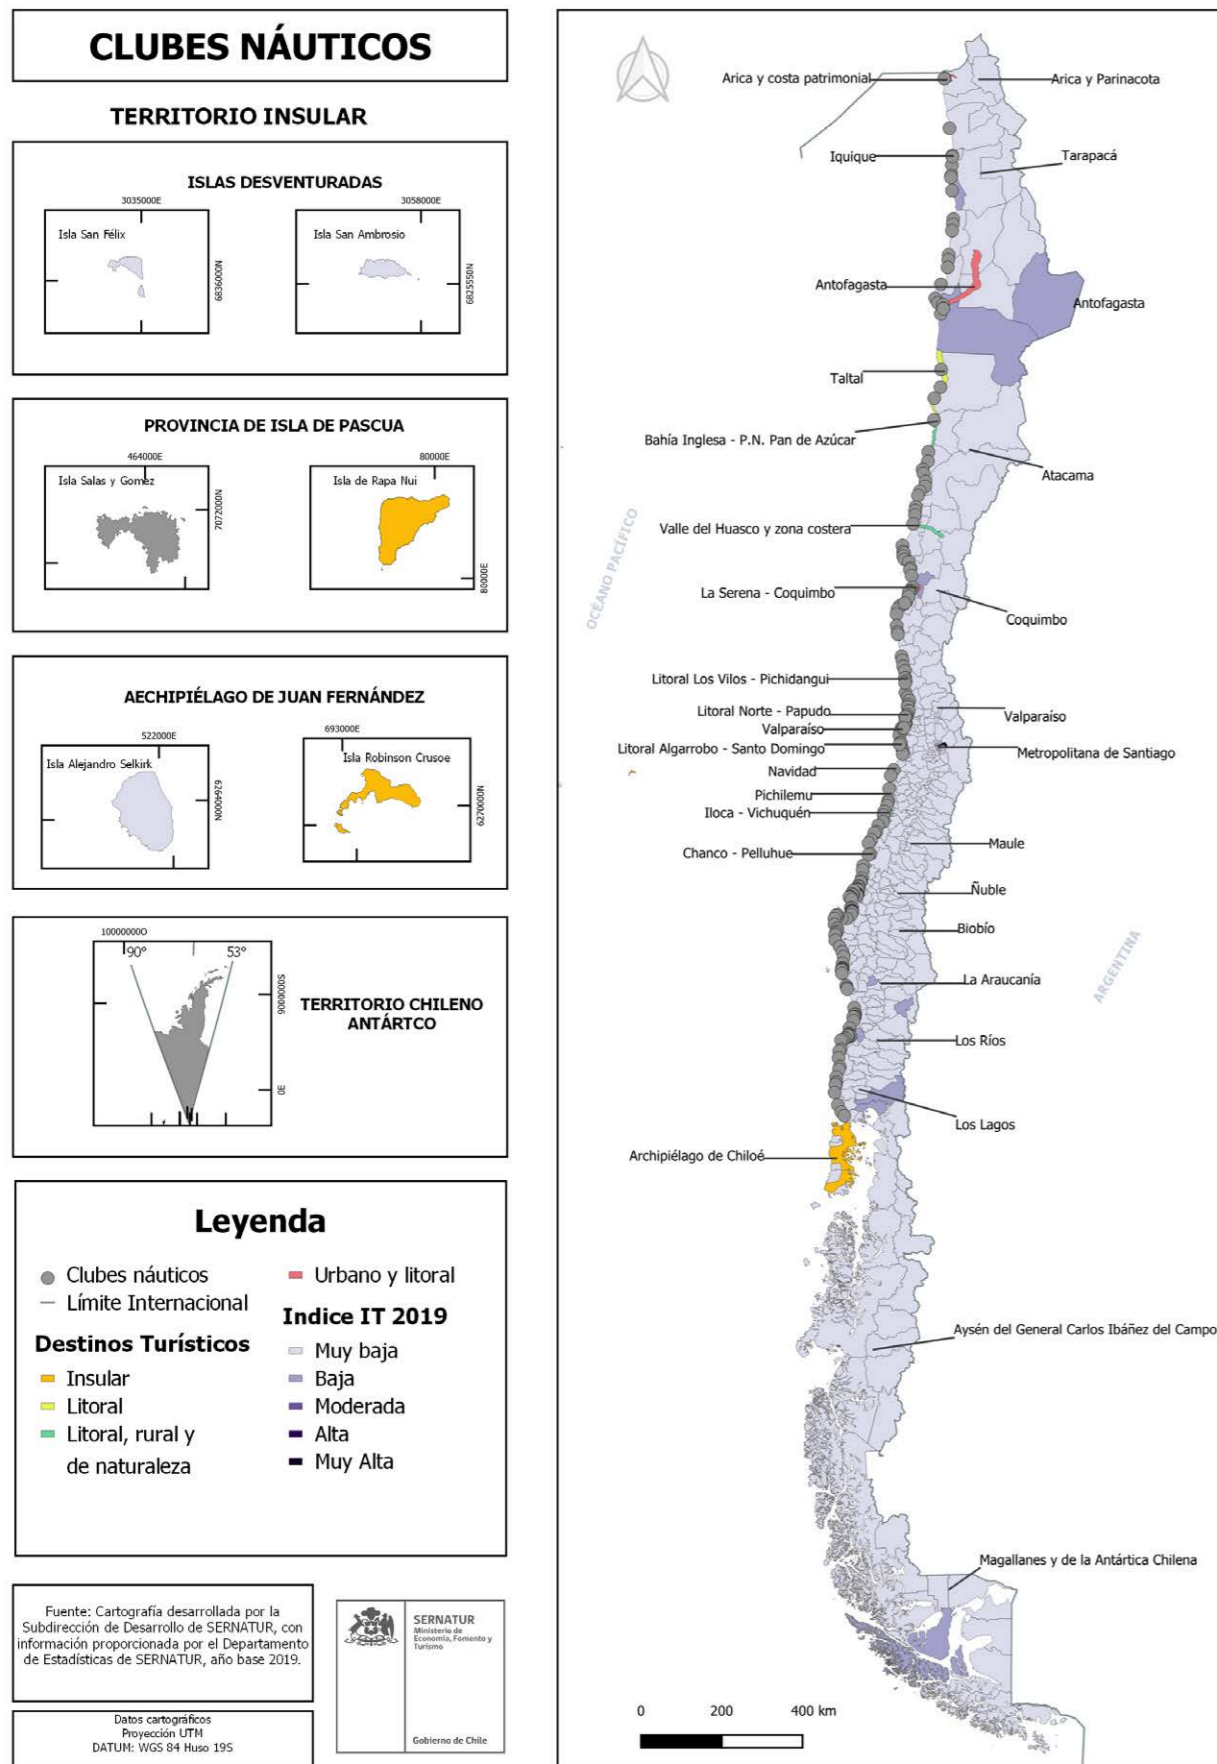 CLUBES NÁUTICOS
TERRITORIO INSULAR
ISLAS DESVENTURADAS
3035000E
Isla San Félix
6836000N
3058000E
Isla San Ambrosio
6825550N
PROVINCIA DE ISLA DE PASCUA
464000E
Isla Salas y Gomez
7072000N
80000E
Isla de Rapa Nui
80000E
AECHIPIÉLAGO DE JUAN FERNÁNDEZ
522000E
Isla Alejandro Selkirk
6264000N
693000E
Isla Robinson Crusoe
6270000N
10000000O
90°
53°
9000000S
0E
TERRITORIO CHILENO
ANTÁRTCO
Leyenda
Clubes náuticos
Límite Internacional
Destinos Turísticos
Insular
Litoral
Litoral, rural y
de naturaleza
Urbano y litoral
Indice IT 2019
Muy baja
Baja
Moderada
Alta
Muy Alta
Fuente: Cartografía desarrollada por la
Subdirección de Desarrollo de SERNATUR, con
información proporcionada por el Departamento
de Estadísticas de SERNATUR, año base 2019.
Datos cartográficos
Proyección UTM
DATUM: WGS 84 Huso 19S
SERNATUR
Ministerio de
Economía, Fomento y
Turismo
Gobierno de Chile
Arica y costa patrimonial
Arica y Parinacota
Iquique
Tarapacá
Antofagasta
Antofagasta
Taltal
Bahía Inglesa - P.N. Pan de Azúcar
Atacama
Valle del Huasco y zona costera
OCÉANO PACÍFICO
La Serena - Coquimbo
Coquimbo
Litoral Los Vilos - Pichidangui
Litoral Norte - Papudo
Valparaíso
Valparaíso
Litoral Algarrobo - Santo Domingo
Metropolitana de Santiago
Navidad
Pichilemu
Iloca - Vichuquén
Maule
Chanco - Pelluhue
Ñuble
Biobío
ARGENTINA
La Araucanía
Los Ríos
Los Lagos
Archipiélago de Chiloé
Aysén del General Carlos Ibáñez del Campo
Magallanes y de la Antártica Chilena
0 200 400 km